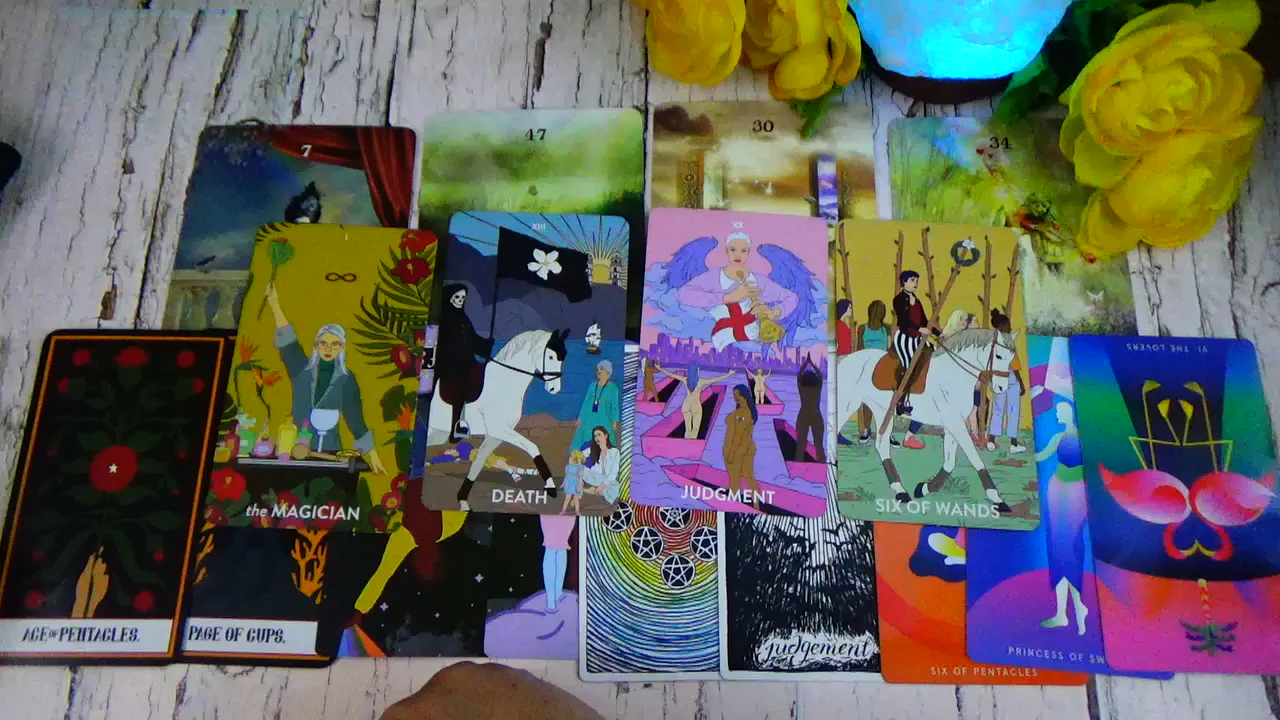 7
47
30
34
I
∞
the MAGICIAN
XIII
DEATH
XX
JUDGMENT
SIX OF WANDS
VI. THE LOVERS
ACE OF PENTACLES.
PAGE OF CUPS.
judgement
SIX OF PENTACLES
PRINCESS OF SW